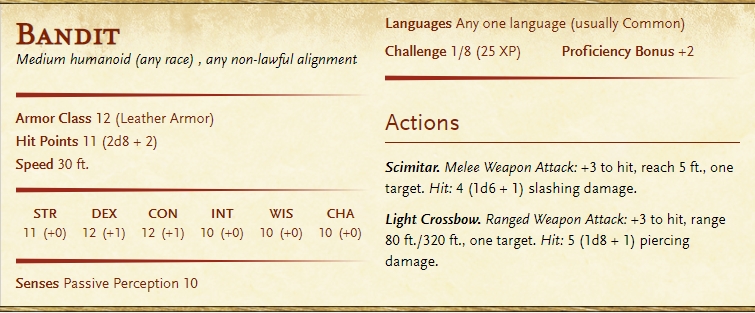 BANDIT
Medium humanoid (any race) , any non-lawful alignment
Armor Class 12 (Leather Armor)
Hit Points 11 (2d8 + 2)
Speed 30 ft.
STR DEX CON INT WIS CHA
11 (+0) 12 (+1) 12 (+1) 10 (+0) 10 (+0) 10 (+0)
Senses Passive Perception 10
Languages Any one language (usually Common)
Challenge 1/8 (25 XP) Proficiency Bonus +2
Actions
Scimitar. Melee Weapon Attack: +3 to hit, reach 5 ft., one
target. Hit: 4 (1d6 + 1) slashing damage.
Light Crossbow. Ranged Weapon Attack: +3 to hit, range
80 ft./320 ft., one target. Hit: 5 (1d8 + 1) piercing
damage.